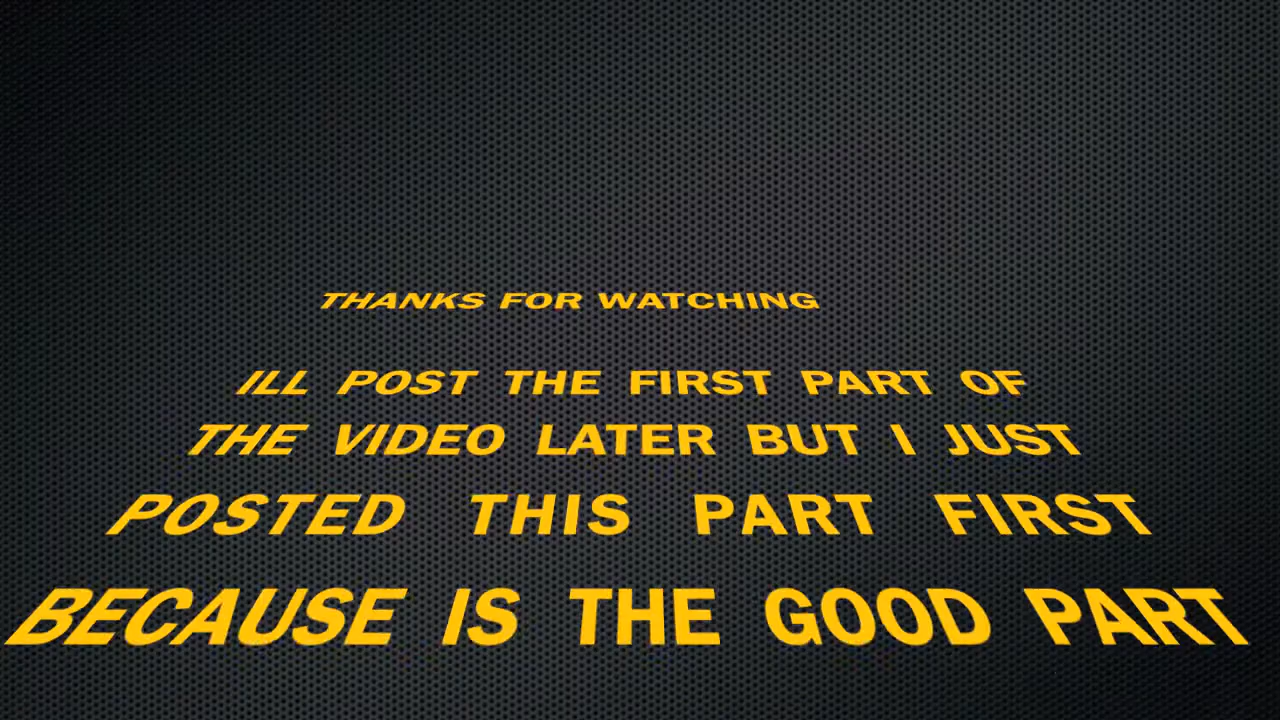 THANKS FOR WATCHING
ILL POST THE FIRST PART OF
THE VIDEO LATER BUT I JUST
POSTED THIS PART FIRST
BECAUSE IS THE GOOD PART